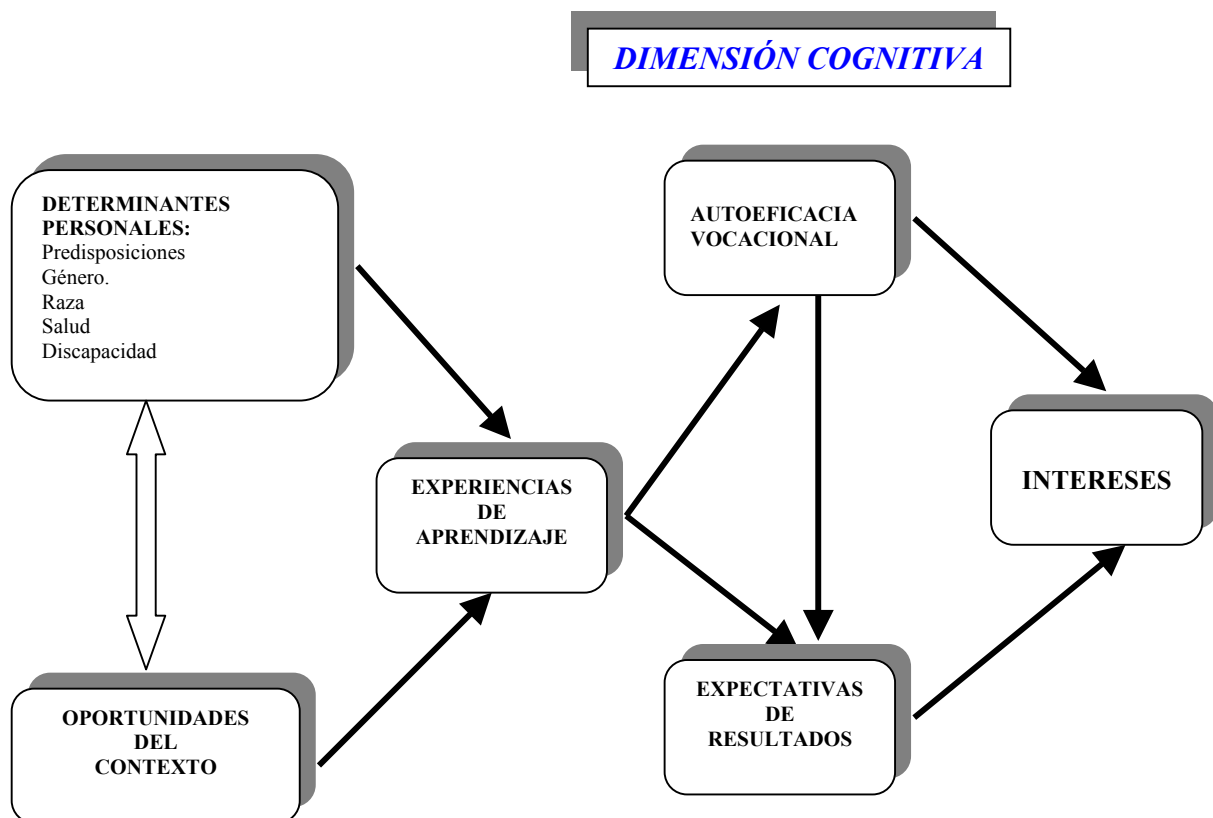 DIMENSIÓN COGNITIVA
DETERMINANTES
PERSONALES:
Predisposiciones
Género.
Raza
Salud
Discapacidad
AUTOEFICACIA
VOCACIONAL
EXPERIENCIAS
DE
APRENDIZAJE
INTERESES
OPORTUNIDADES
DEL
CONTEXTO
EXPECTATIVAS
DE
RESULTADOS